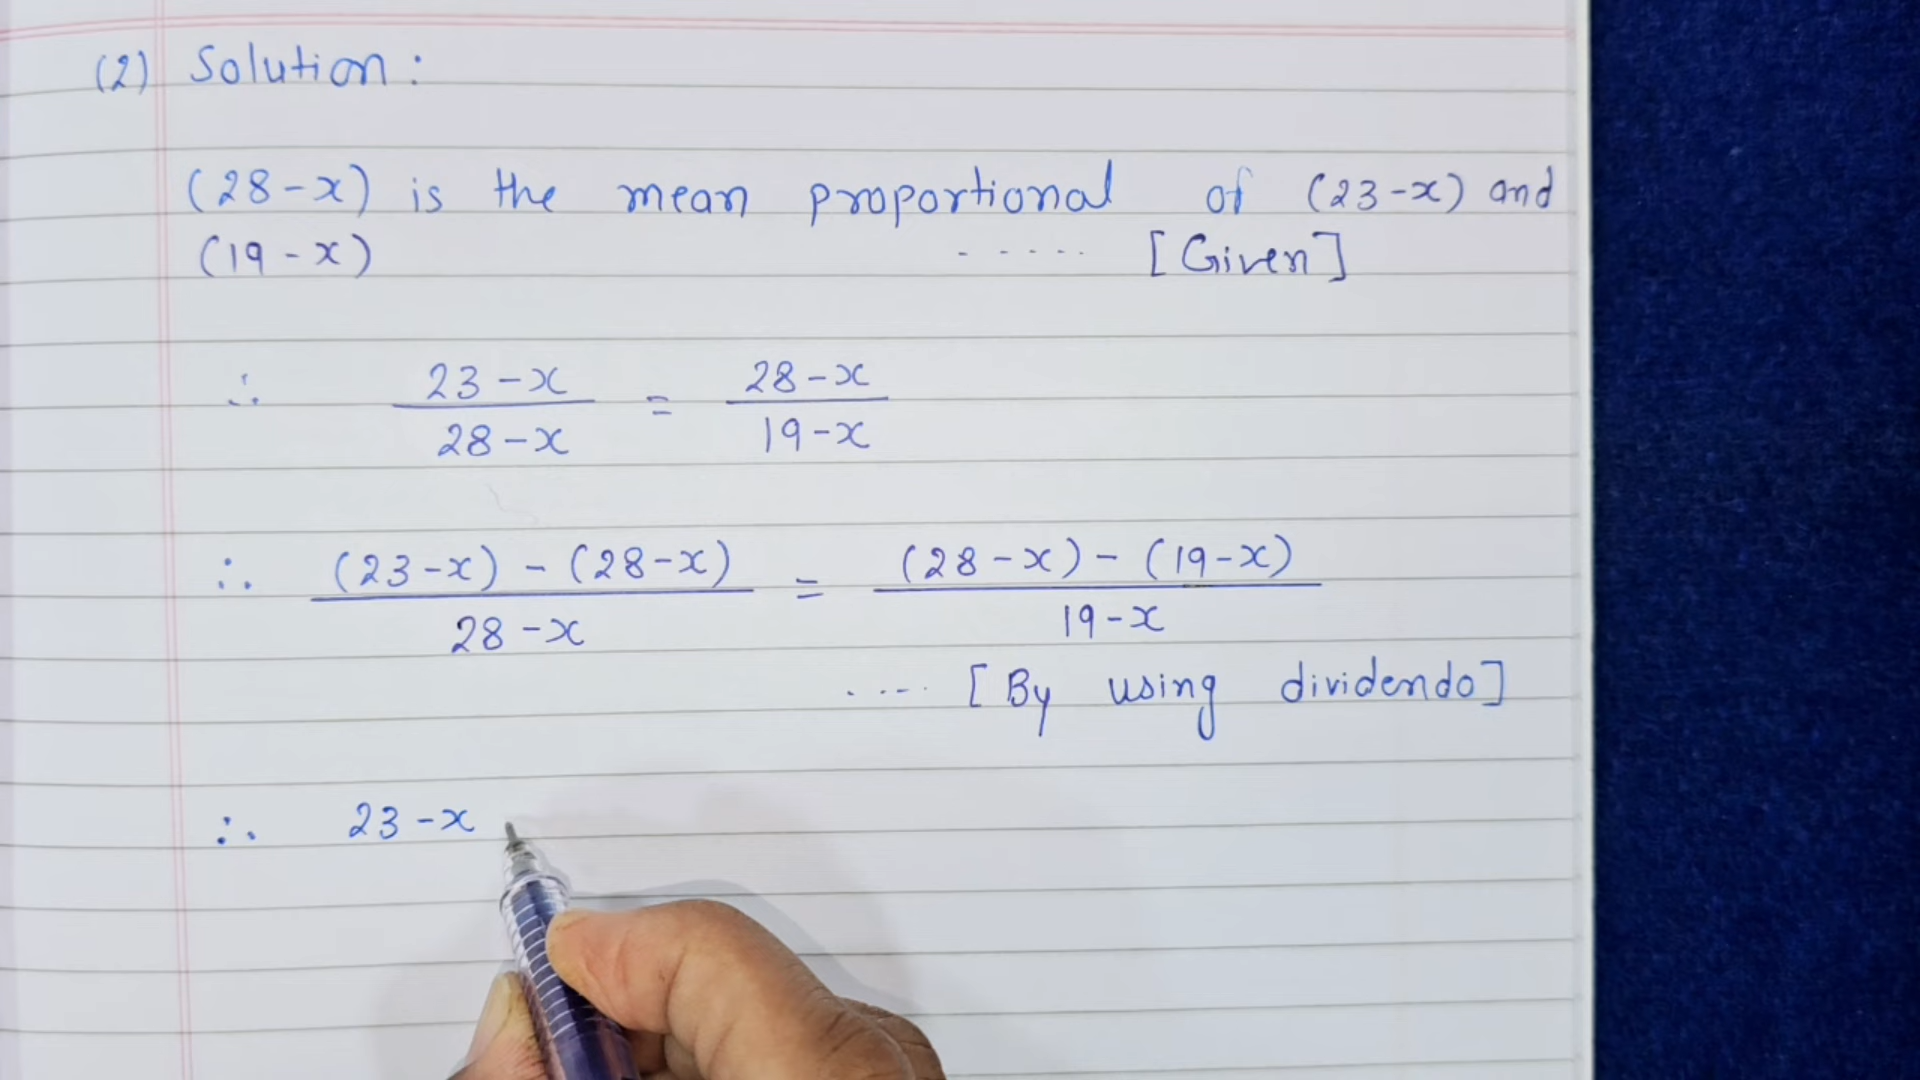 (2) Solution:
(28-x) is the mean proportional of (23-x) and
(19-x) ..... [Given]
∴ 23-x / 28-x = 28-x / 19-x
∴ (23-x) - (28-x) / 28-x = (28-x) - (19-x) / 19-x
.... [By using dividendo]
∴ 23-x